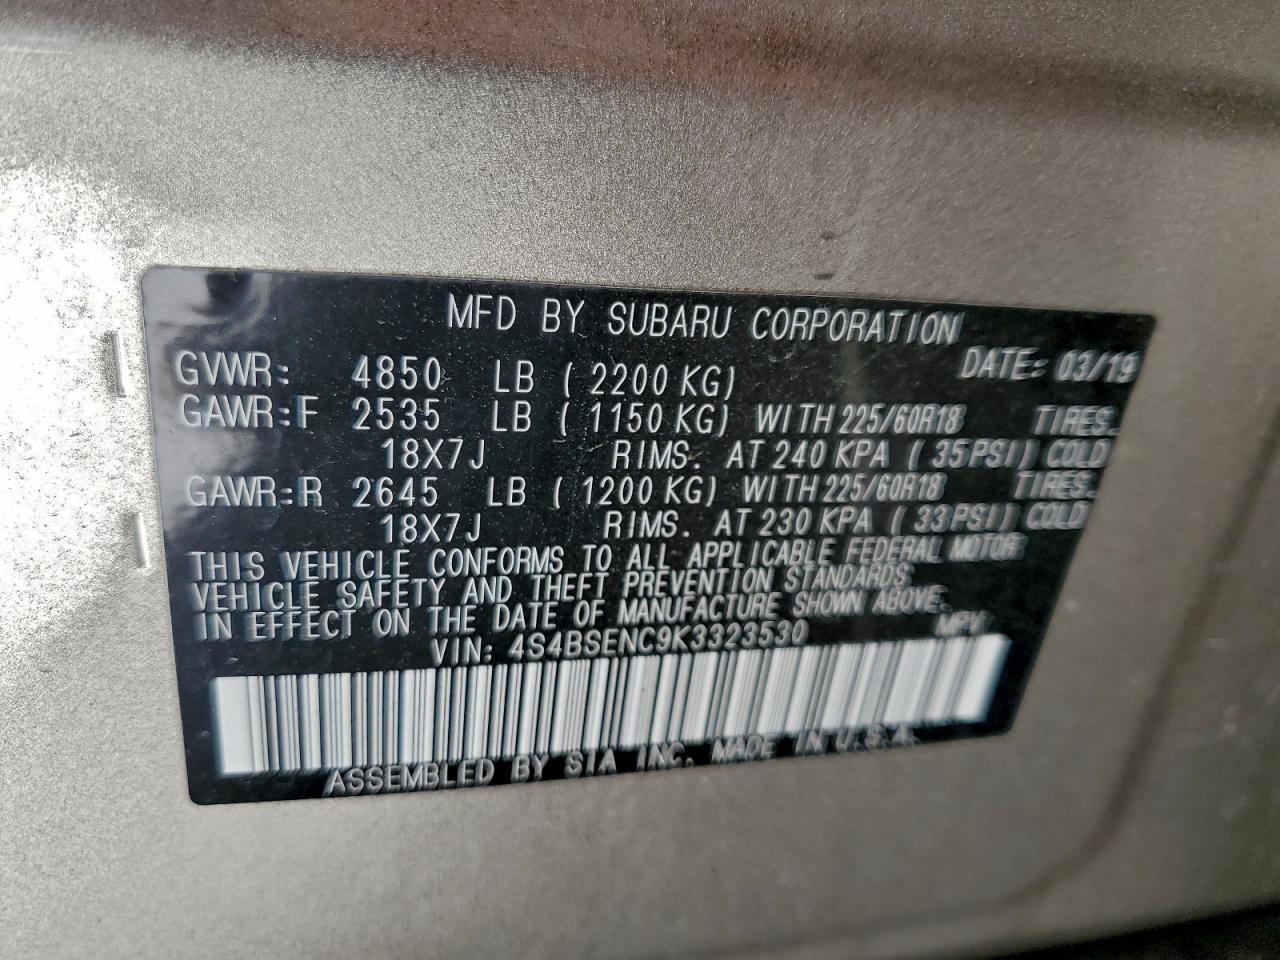 MFD BY SUBARU CORPORATION
DATE: 03/19
GVWR: 4850 LB ( 2200 KG)
GAWR:F 2535 LB ( 1150 KG) WITH 225/60R18 TIRES.
18X7J RIMS. AT 240 KPA ( 35PSI) COLD
GAWR:R 2645 LB ( 1200 KG) WITH 225/60R18 TIRES.
18X7J RIMS. AT 230 KPA ( 33PSI) COLD
THIS VEHICLE CONFORMS TO ALL APPLICABLE FEDERAL MOTOR
VEHICLE SAFETY AND THEFT PREVENTION STANDARDS
IN EFFECT ON THE DATE OF MANUFACTURE SHOWN ABOVE.
VIN: 4S4BSENC9K3323530 MPV
ASSEMBLED BY SIA INC. MADE IN U.S.A.